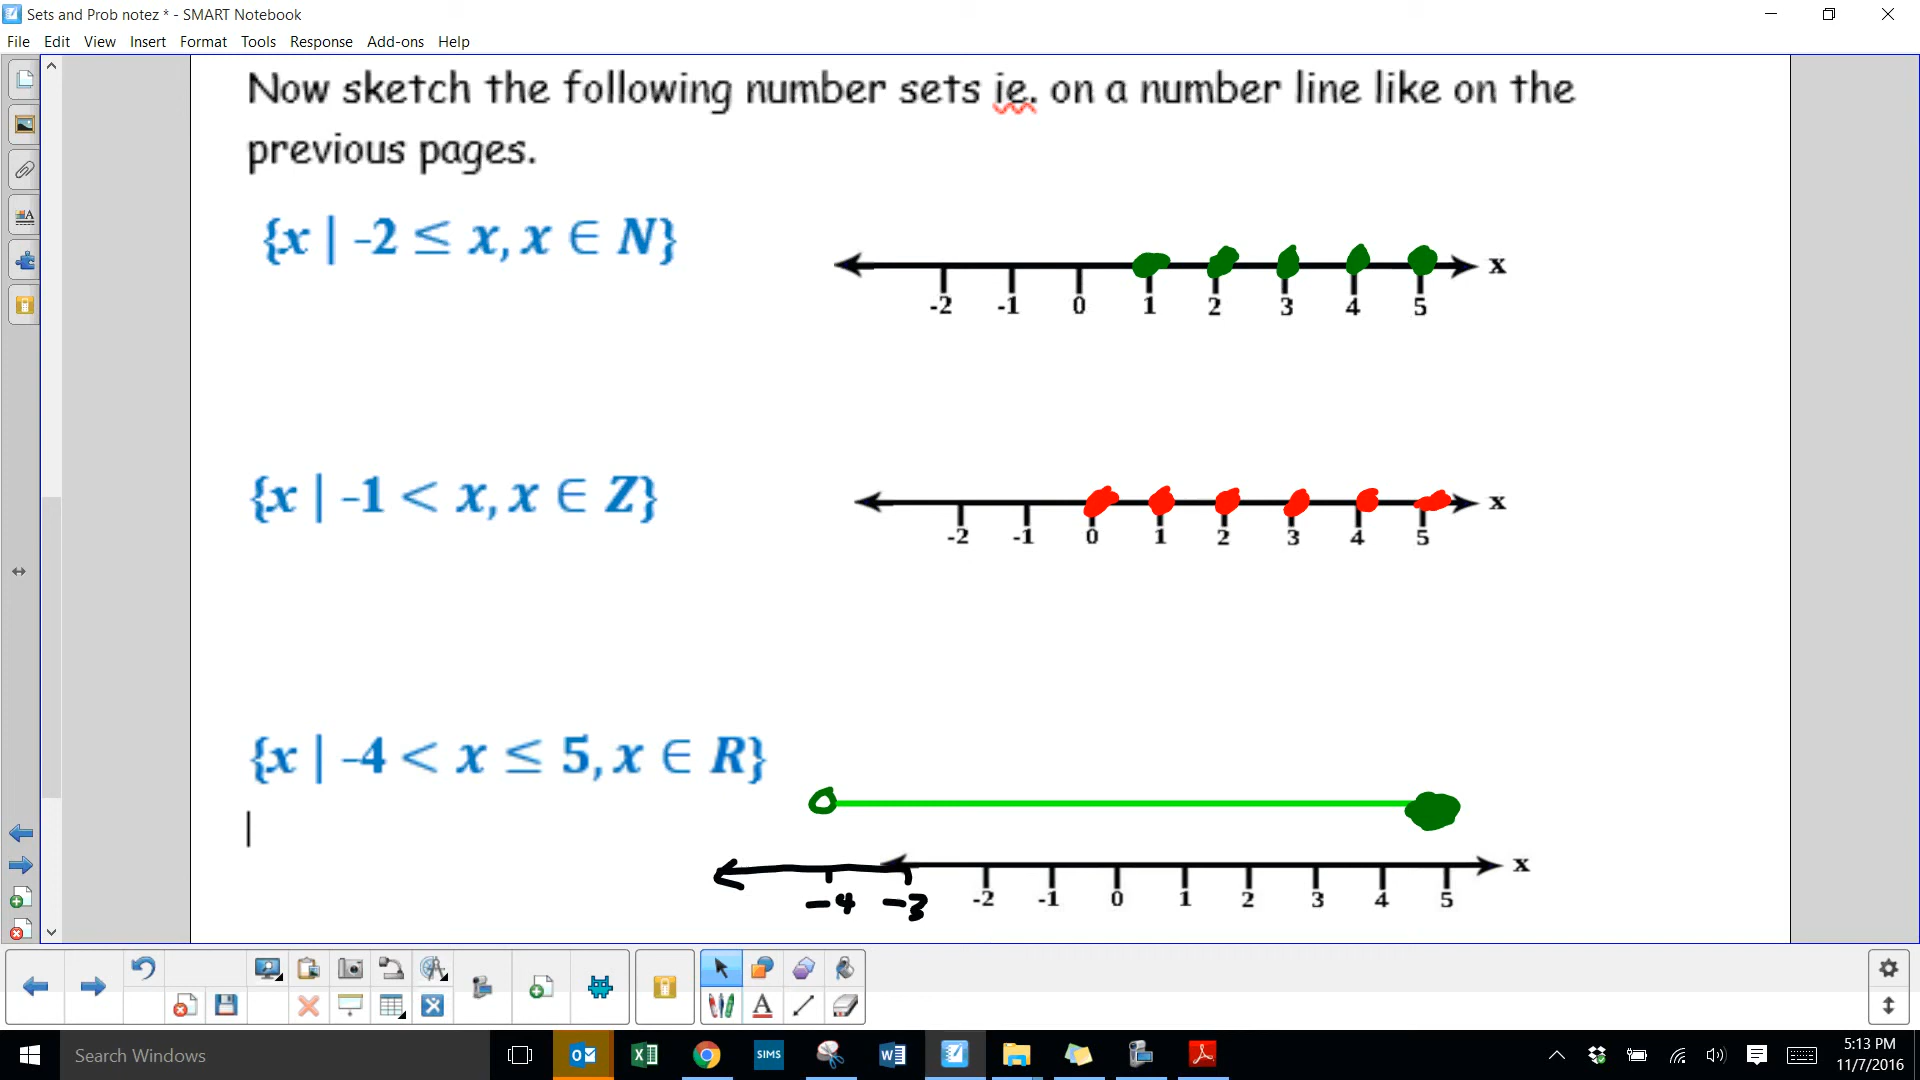 Sets and Prob notez * - SMART Notebook
File Edit View Insert Format Tools Response Add-ons Help
Now sketch the following number sets ie. on a number line like on the
previous pages.
{x | -2 ≤ x, x ∈ N}
x
-2 -1 0 1 2 3 4 5
{x | -1 < x, x ∈ Z}
x
-2 -1 0 1 2 3 4 5
{x | -4 < x ≤ 5, x ∈ R}
x
-4 -3 -2 -1 0 1 2 3 4 5
Search Windows
SIMS
5:13 PM
11/7/2016